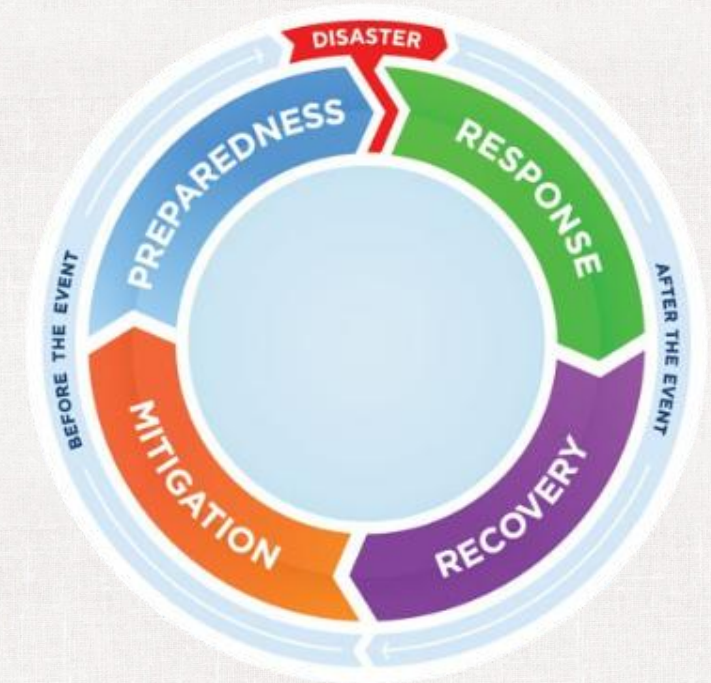 DISASTER
PREPAREDNESS
RESPONSE
BEFORE THE EVENT
AFTER THE EVENT
MITIGATION
RECOVERY